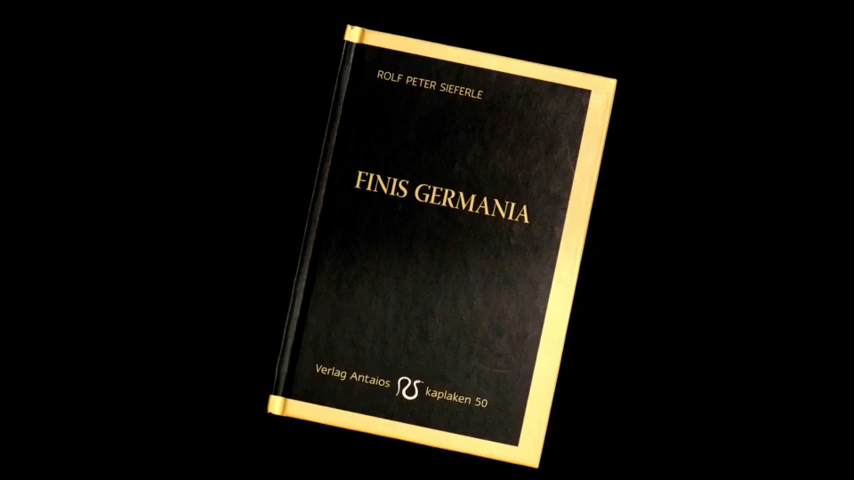 ROLF PETER SIEFERLE
FINIS GERMANIA
Verlag Antaios kaplaken 50